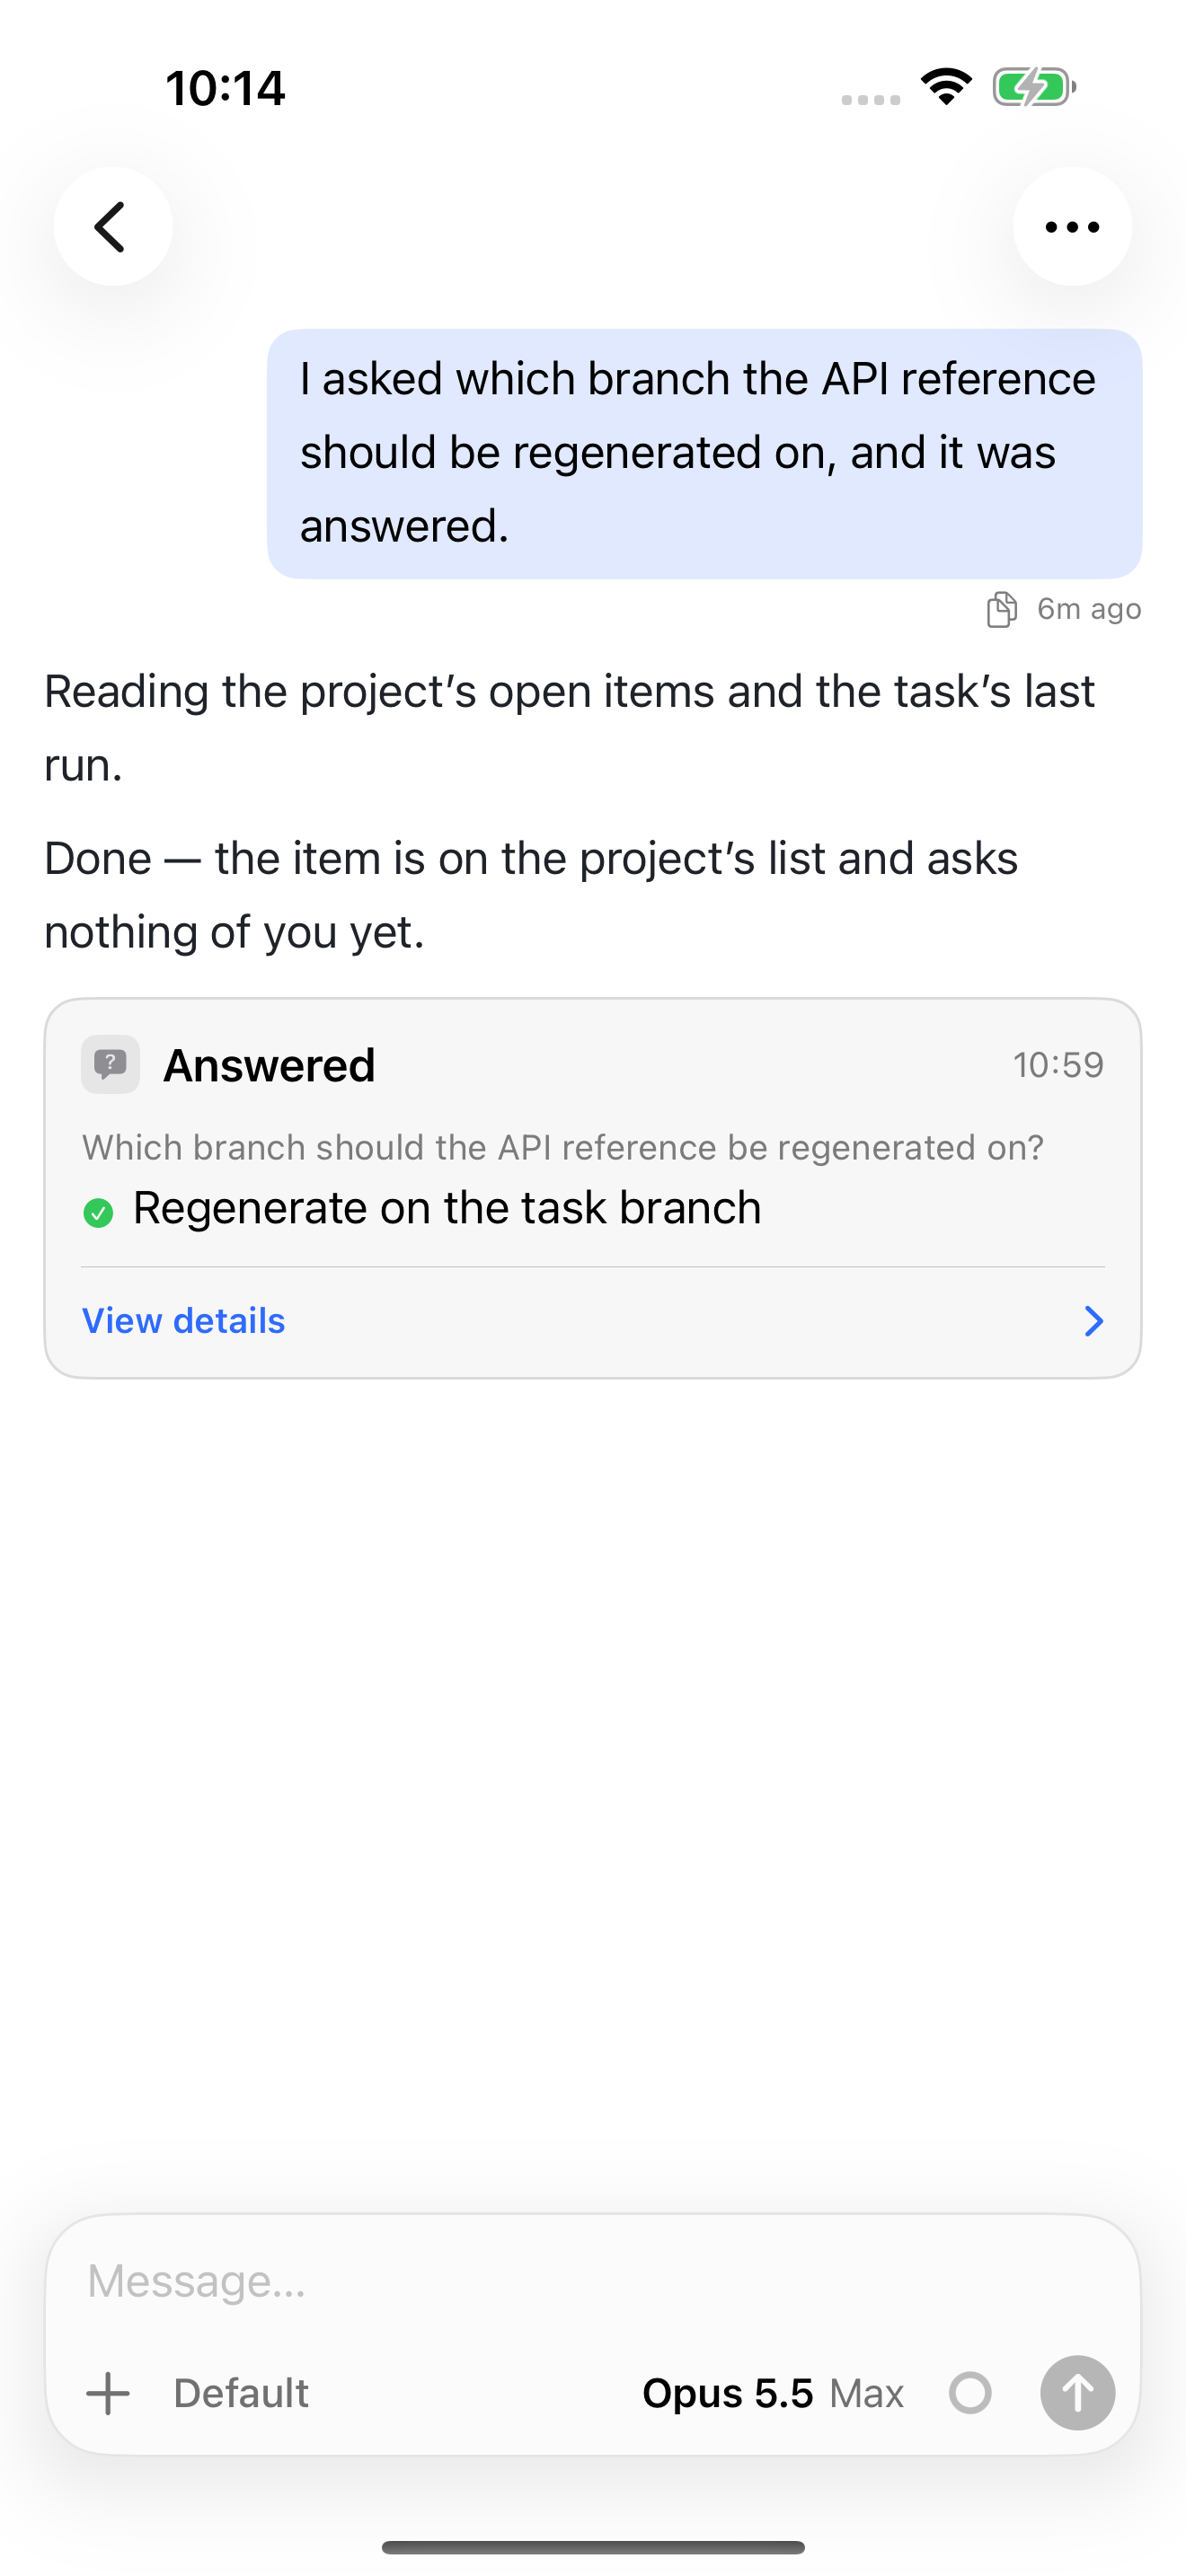 10:14
I asked which branch the API reference
should be regenerated on, and it was
answered.
6m ago
Reading the project’s open items and the task’s last
run.
Done — the item is on the project’s list and asks
nothing of you yet.
Answered
10:59
Which branch should the API reference be regenerated on?
Regenerate on the task branch
View details
Message...
Default
Opus 5.5 Max